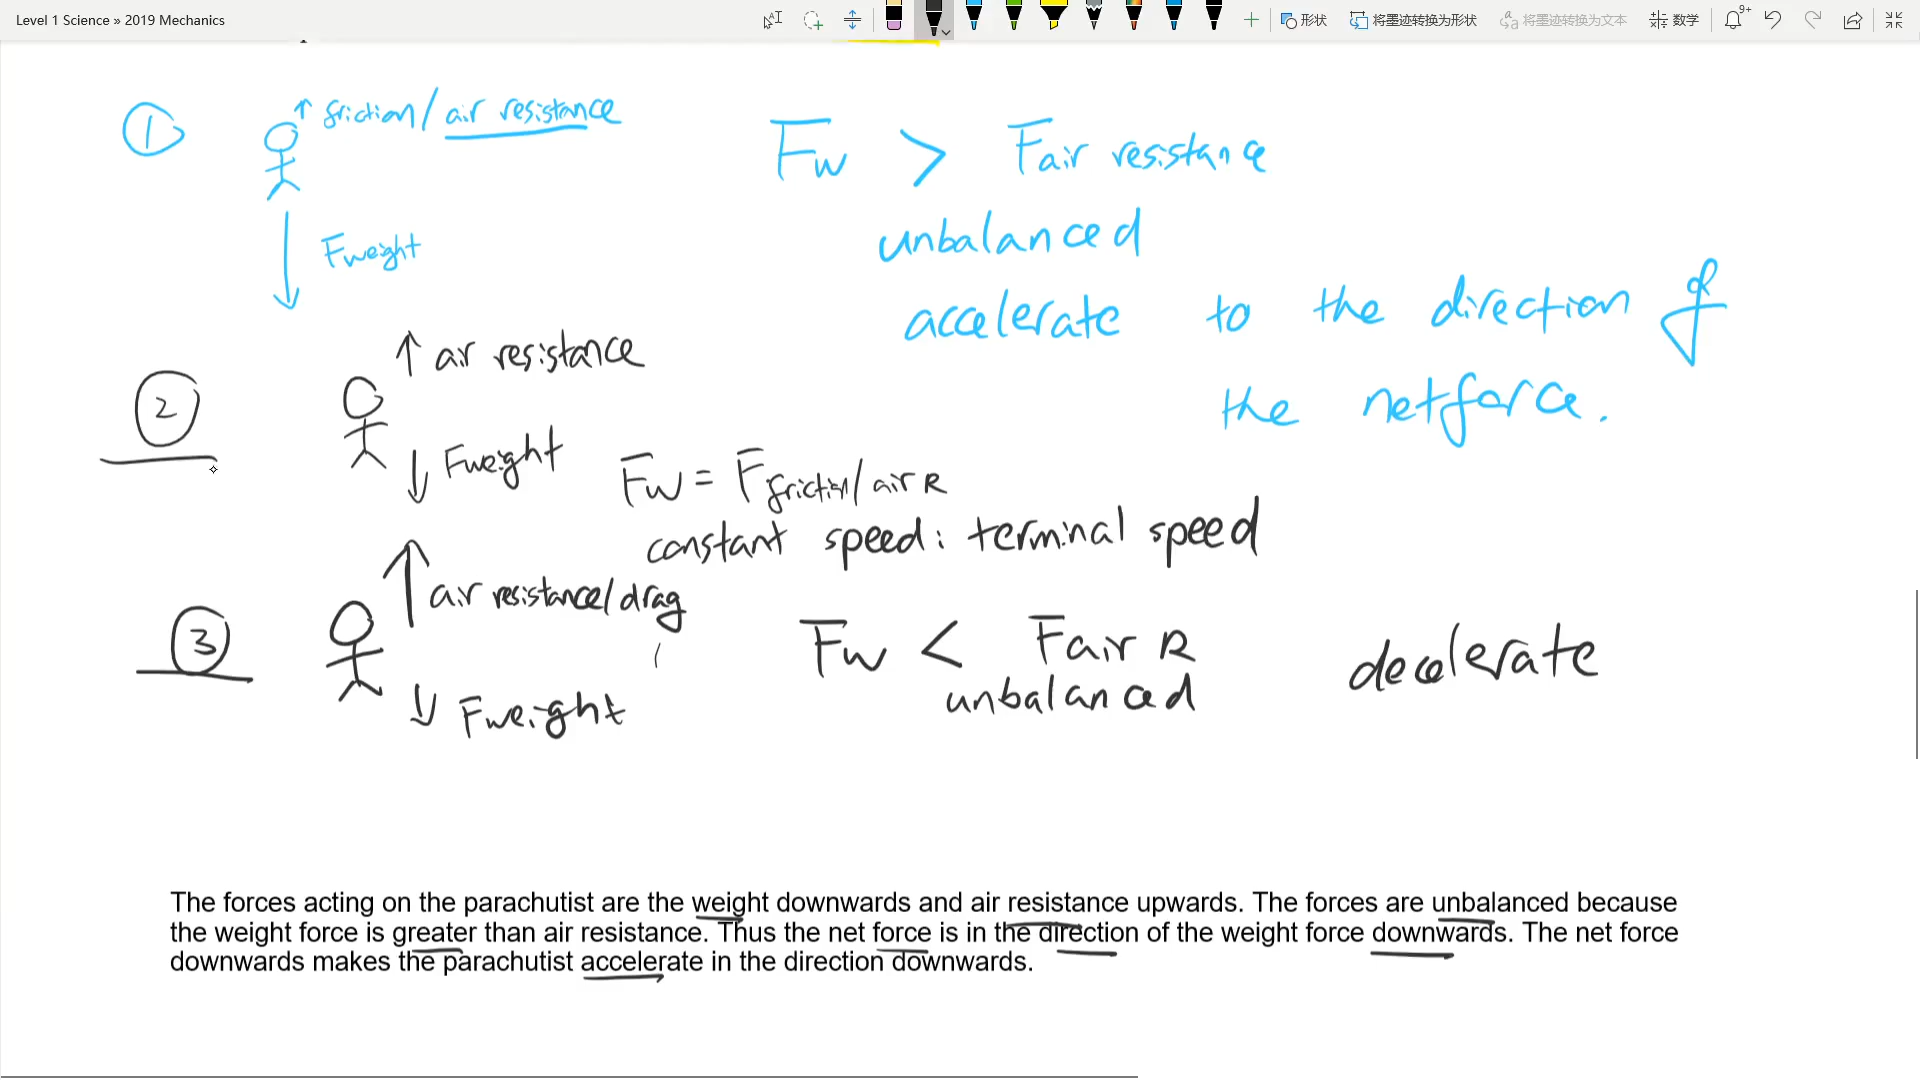 Level 1 Science » 2019 Mechanics
形状
将墨迹转换为形状
将墨迹转换为文本
数学
9+
1
friction/air resistance
Fweight
Fw > Fair resistance
unbalanced
accelerate to the direction of
the netforce.
2
air resistance
Fweight
Fw = Ffriction/air R
constant speed: terminal speed
3
air resistance/drag
Fweight
Fw < Fair R
unbalanced
decelerate
The forces acting on the parachutist are the weight downwards and air resistance upwards. The forces are unbalanced because
the weight force is greater than air resistance. Thus the net force is in the direction of the weight force downwards. The net force
downwards makes the parachutist accelerate in the direction downwards.